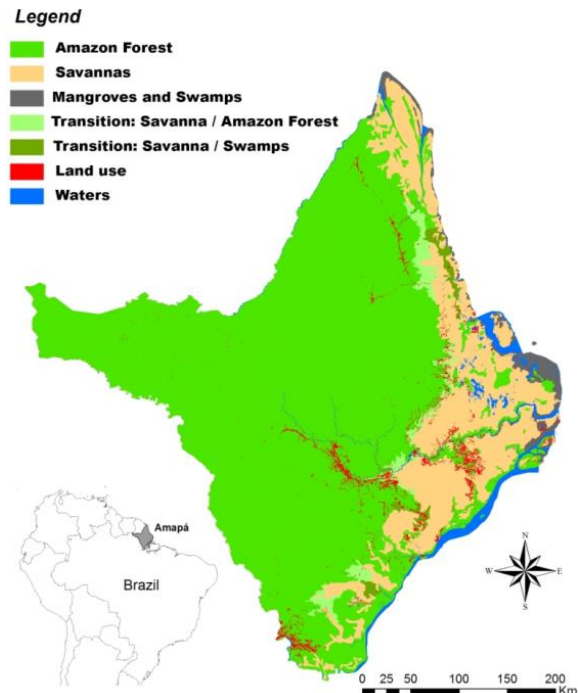 Legend
Amazon Forest
Savannas
Mangroves and Swamps
Transition: Savanna / Amazon Forest
Transition: Savanna / Swamps
Land use
Waters
Amapá
Brazil
N
W
E
S
0 25 50 100 150 200
Km